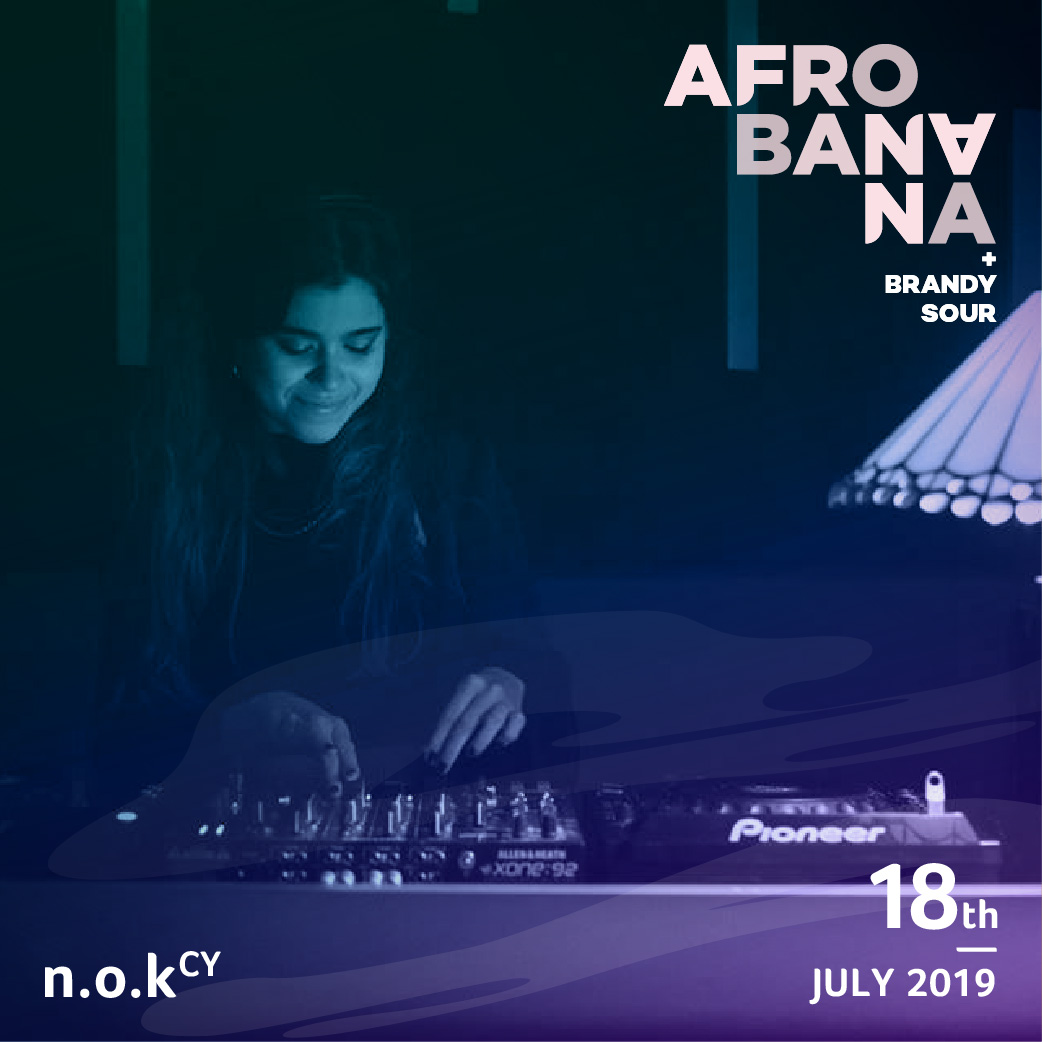 AFRO
BANA
NA
+
BRANDY
SOUR
Pioneer
ALLEN&HEATH
XONE:92
18th
JULY 2019
n.o.kCY